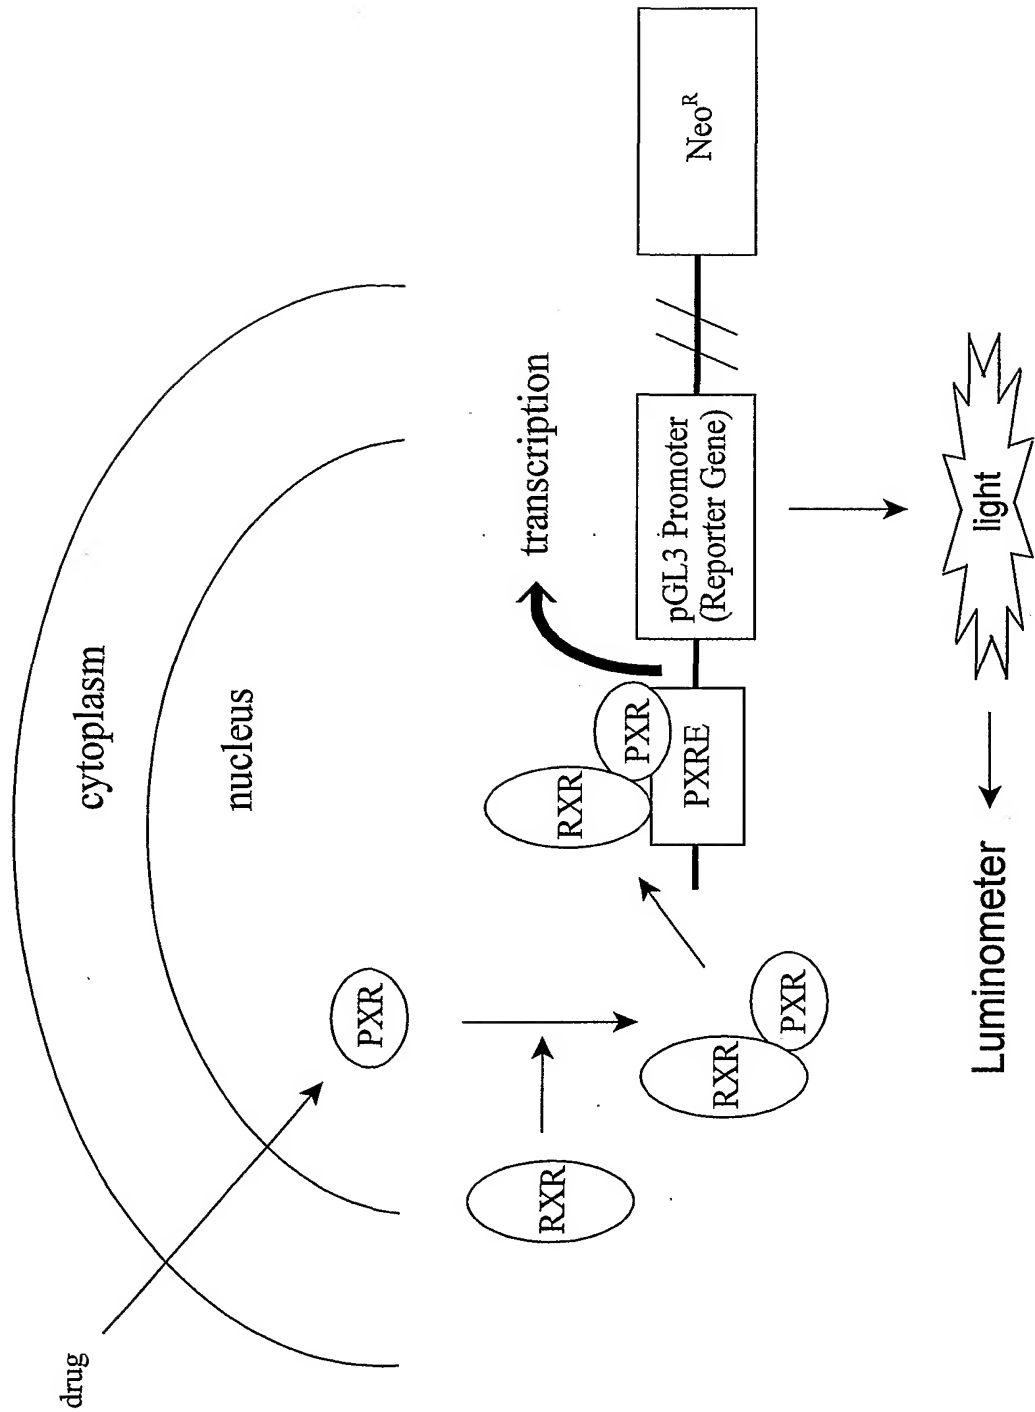 drug
cytoplasm
nucleus
PXR
RXR
RXR
PXR
RXR
PXR
PXRE
transcription
pGL3 Promoter
(Reporter Gene)
Neo^R
Luminometer
light